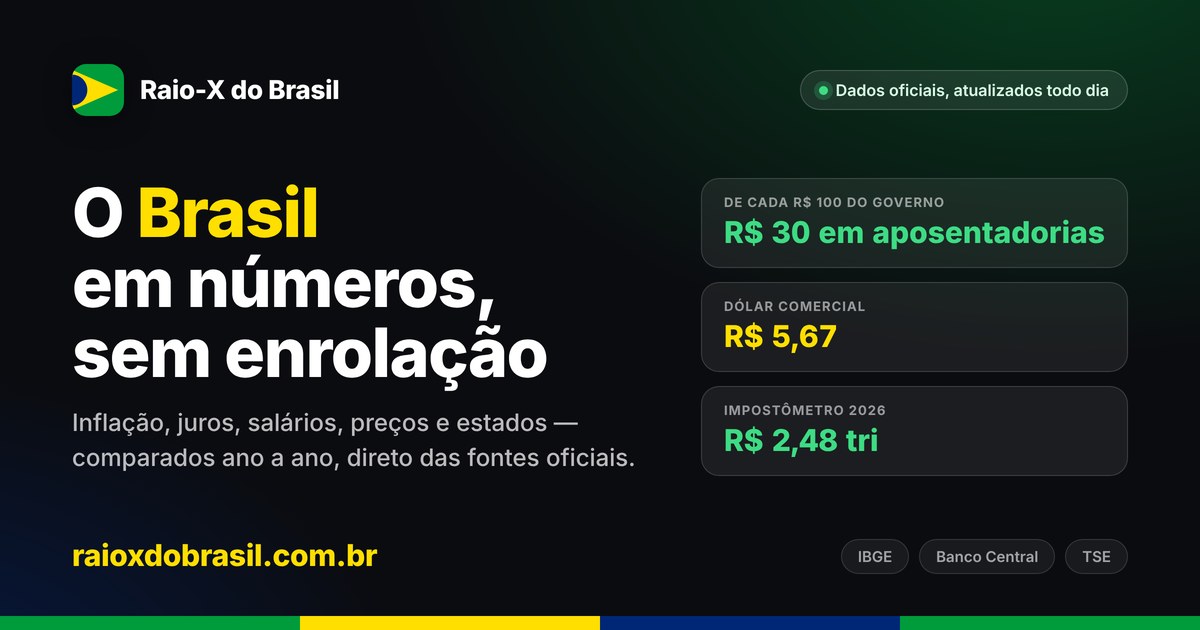 Raio-X do Brasil
Dados oficiais, atualizados todo dia
O Brasil
em números,
sem enrolação
Inflação, juros, salários, preços e estados —
comparados ano a ano, direto das fontes oficiais.
DE CADA R$ 100 DO GOVERNO
R$ 30 em aposentadorias
DÓLAR COMERCIAL
R$ 5,67
IMPOSTÔMETRO 2026
R$ 2,48 tri
raioxdobrasil.com.br
IBGE
Banco Central
TSE